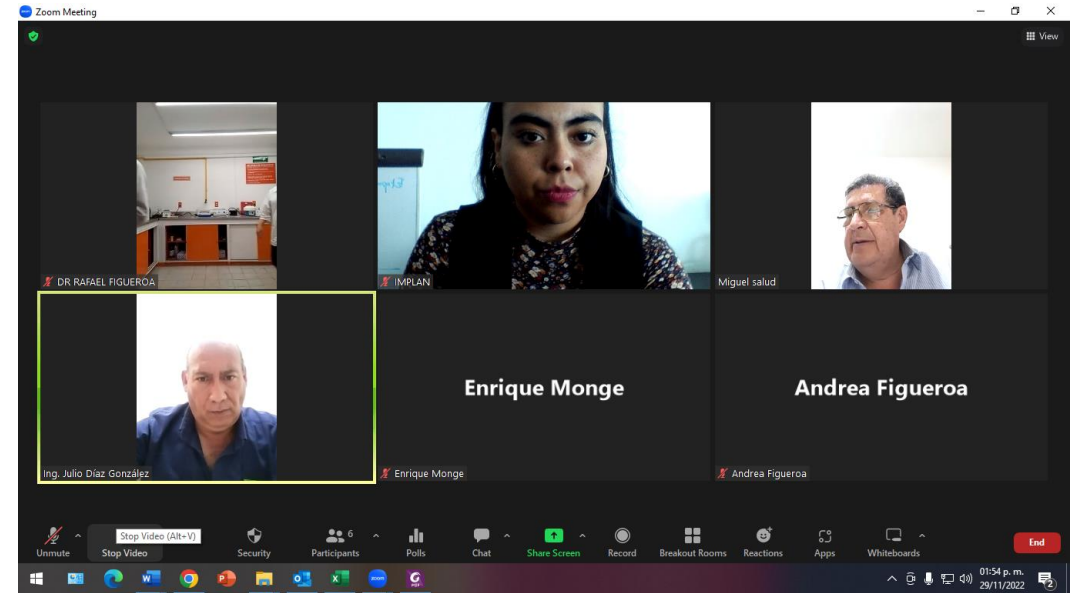 Zoom Meeting
View
DR RAFAEL FIGUEROA
IMPLAN
Miguel salud
Ing. Julio Díaz González
Enrique Monge
Enrique Monge
Andrea Figueroa
Andrea Figueroa
Stop Video (Alt+V)
6
Unmute
Stop Video
Security
Participants
Polls
Chat
Share Screen
Record
Breakout Rooms
Reactions
Apps
Whiteboards
End
01:54 p. m.
29/11/2022
2